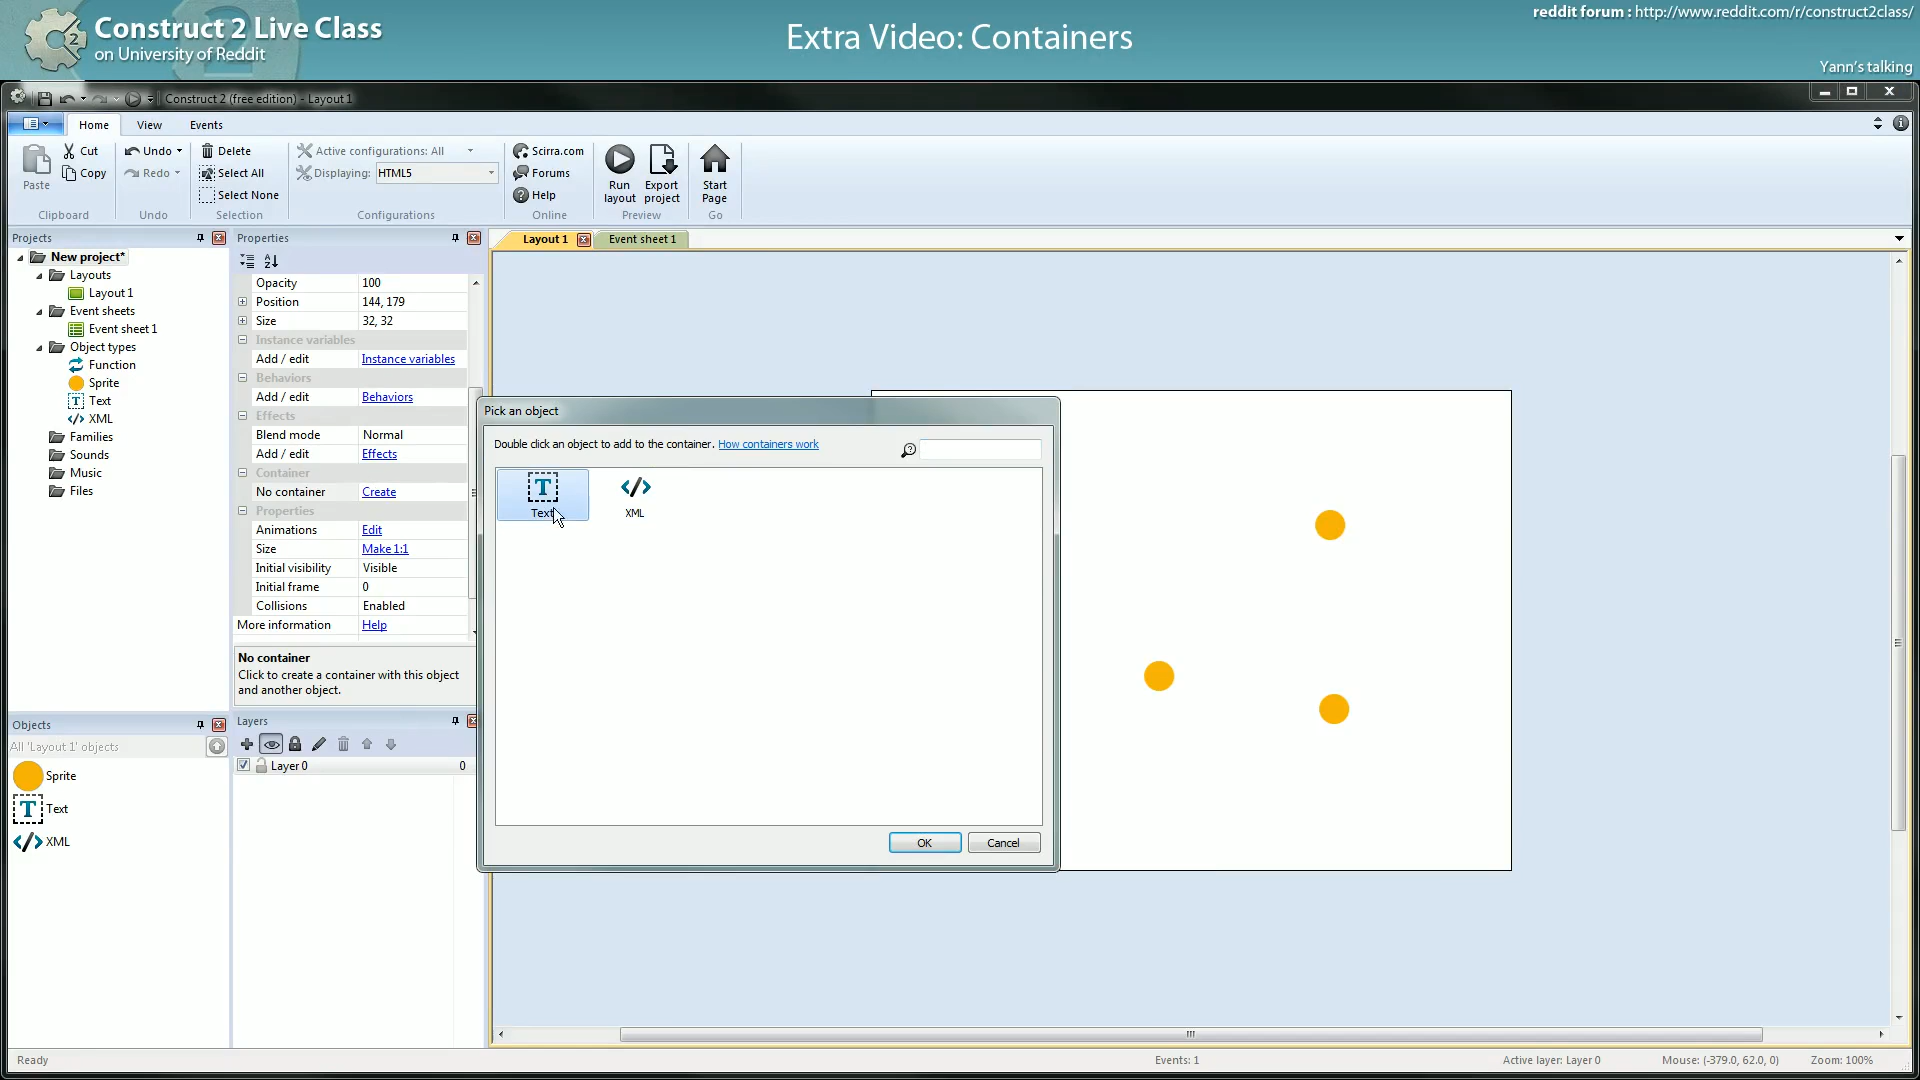 Construct 2 Live Class
on University of Reddit
Extra Video: Containers
reddit forum : http://www.reddit.com/r/construct2class/
Yann's talking
Construct 2 (free edition) - Layout 1
Home
View
Events
Paste
Cut
Copy
Clipboard
Undo
Redo
Undo
Delete
Select All
Select None
Selection
Active configurations: All
Displaying:
HTML5
Configurations
Scirra.com
Forums
Help
Online
Run layout
Export project
Preview
Start Page
Go
Projects
New project*
Layouts
Layout 1
Event sheets
Event sheet 1
Object types
Function
Sprite
Text
XML
Families
Sounds
Music
Files
Properties
Opacity 100
Position 144, 179
Size 32, 32
Instance variables
Add / edit Instance variables
Behaviors
Add / edit Behaviors
Effects
Blend mode Normal
Add / edit Effects
Container
No container Create
Properties
Animations Edit
Size Make 1:1
Initial visibility Visible
Initial frame 0
Collisions Enabled
More information Help
No container
Click to create a container with this object
and another object.
Objects
All 'Layout 1' objects
Sprite
Text
XML
Layers
Layer 0 0
Layout 1
Event sheet 1
Pick an object
Double click an object to add to the container. How containers work
Text
XML
OK
Cancel
Ready
Events: 1
Active layer: Layer 0
Mouse: (-379.0, 62.0, 0)
Zoom: 100%